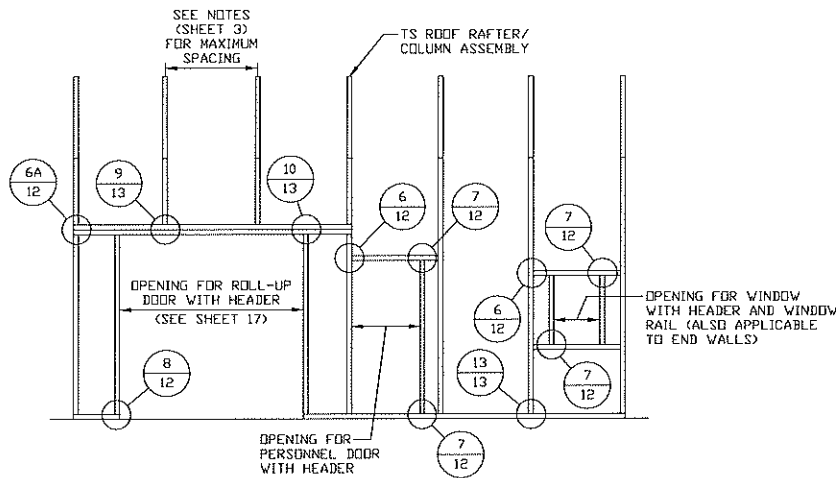 SEE NOTES
(SHEET 3)
FOR MAXIMUM
SPACING
TS ROOF RAFTER/
COLUMN ASSEMBLY
6A
12
9
13
10
13
6
12
7
12
7
12
OPENING FOR ROLL-UP
DOOR WITH HEADER
(SEE SHEET 17)
6
12
OPENING FOR WINDOW
WITH HEADER AND WINDOW
RAIL (ALSO APPLICABLE
TO END WALLS)
7
12
8
12
13
13
OPENING FOR
PERSONNEL DOOR
WITH HEADER
7
12